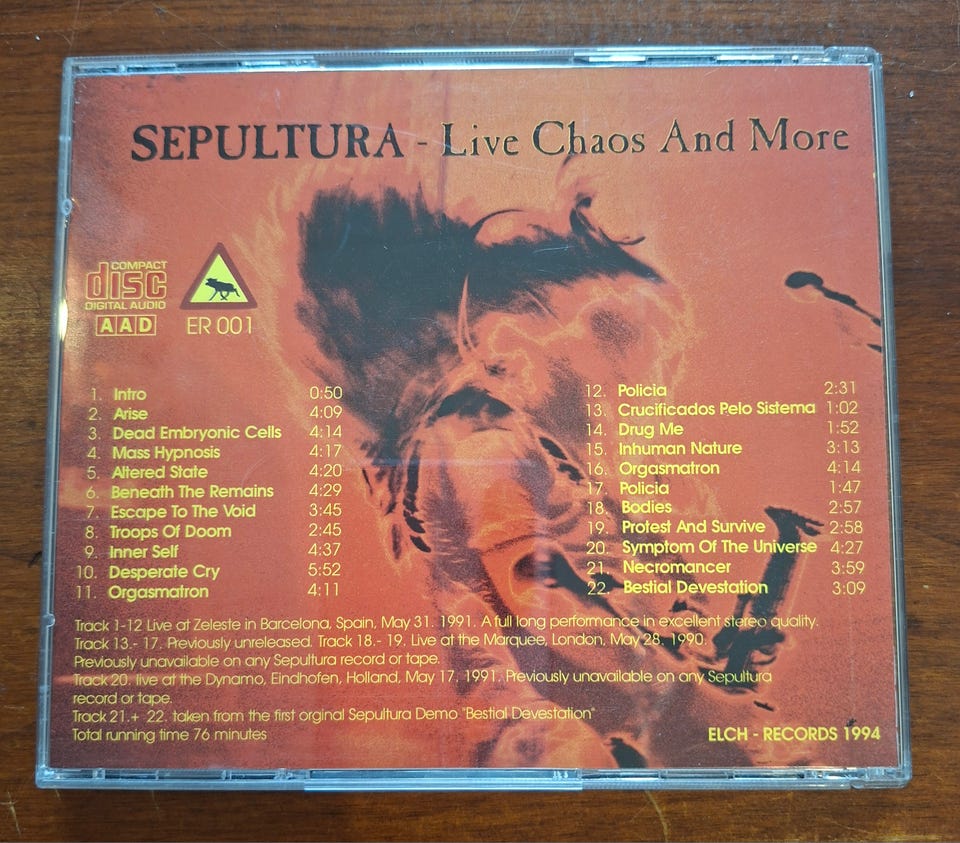 SEPULTURA - Live Chaos And More
COMPACT
disc
DIGITAL AUDIO
AAD
ER 001
1. Intro 0:50
2. Arise 4:09
3. Dead Embryonic Cells 4:14
4. Mass Hypnosis 4:17
5. Altered State 4:20
6. Beneath The Remains 4:29
7. Escape To The Void 3:45
8. Troops Of Doom 2:45
9. Inner Self 4:37
10. Desperate Cry 5:52
11. Orgasmatron 4:11
12. Policia 2:31
13. Crucificados Pelo Sistema 1:02
14. Drug Me 1:52
15. Inhuman Nature 3:13
16. Orgasmatron 4:14
17. Policia 1:47
18. Bodies 2:57
19. Protest And Survive 2:58
20. Symptom Of The Universe 4:27
21. Necromancer 3:59
22. Bestial Devestation 3:09
Track 1-12 Live at Zeleste in Barcelona, Spain, May 31. 1991. A full long performance in excellent stereo quality.
Track 13.- 17. Previously unreleased. Track 18.- 19. Live at the Marquee, London, May 28, 1990.
Previously unavailable on any Sepultura record or tape.
Track 20. live at the Dynamo, Eindhofen, Holland, May 17, 1991. Previously unavailable on any Sepultura
record or tape.
Track 21.+ 22. taken from the first orginal Sepultura Demo "Bestial Devestation"
Total running time 76 minutes
ELCH - RECORDS 1994